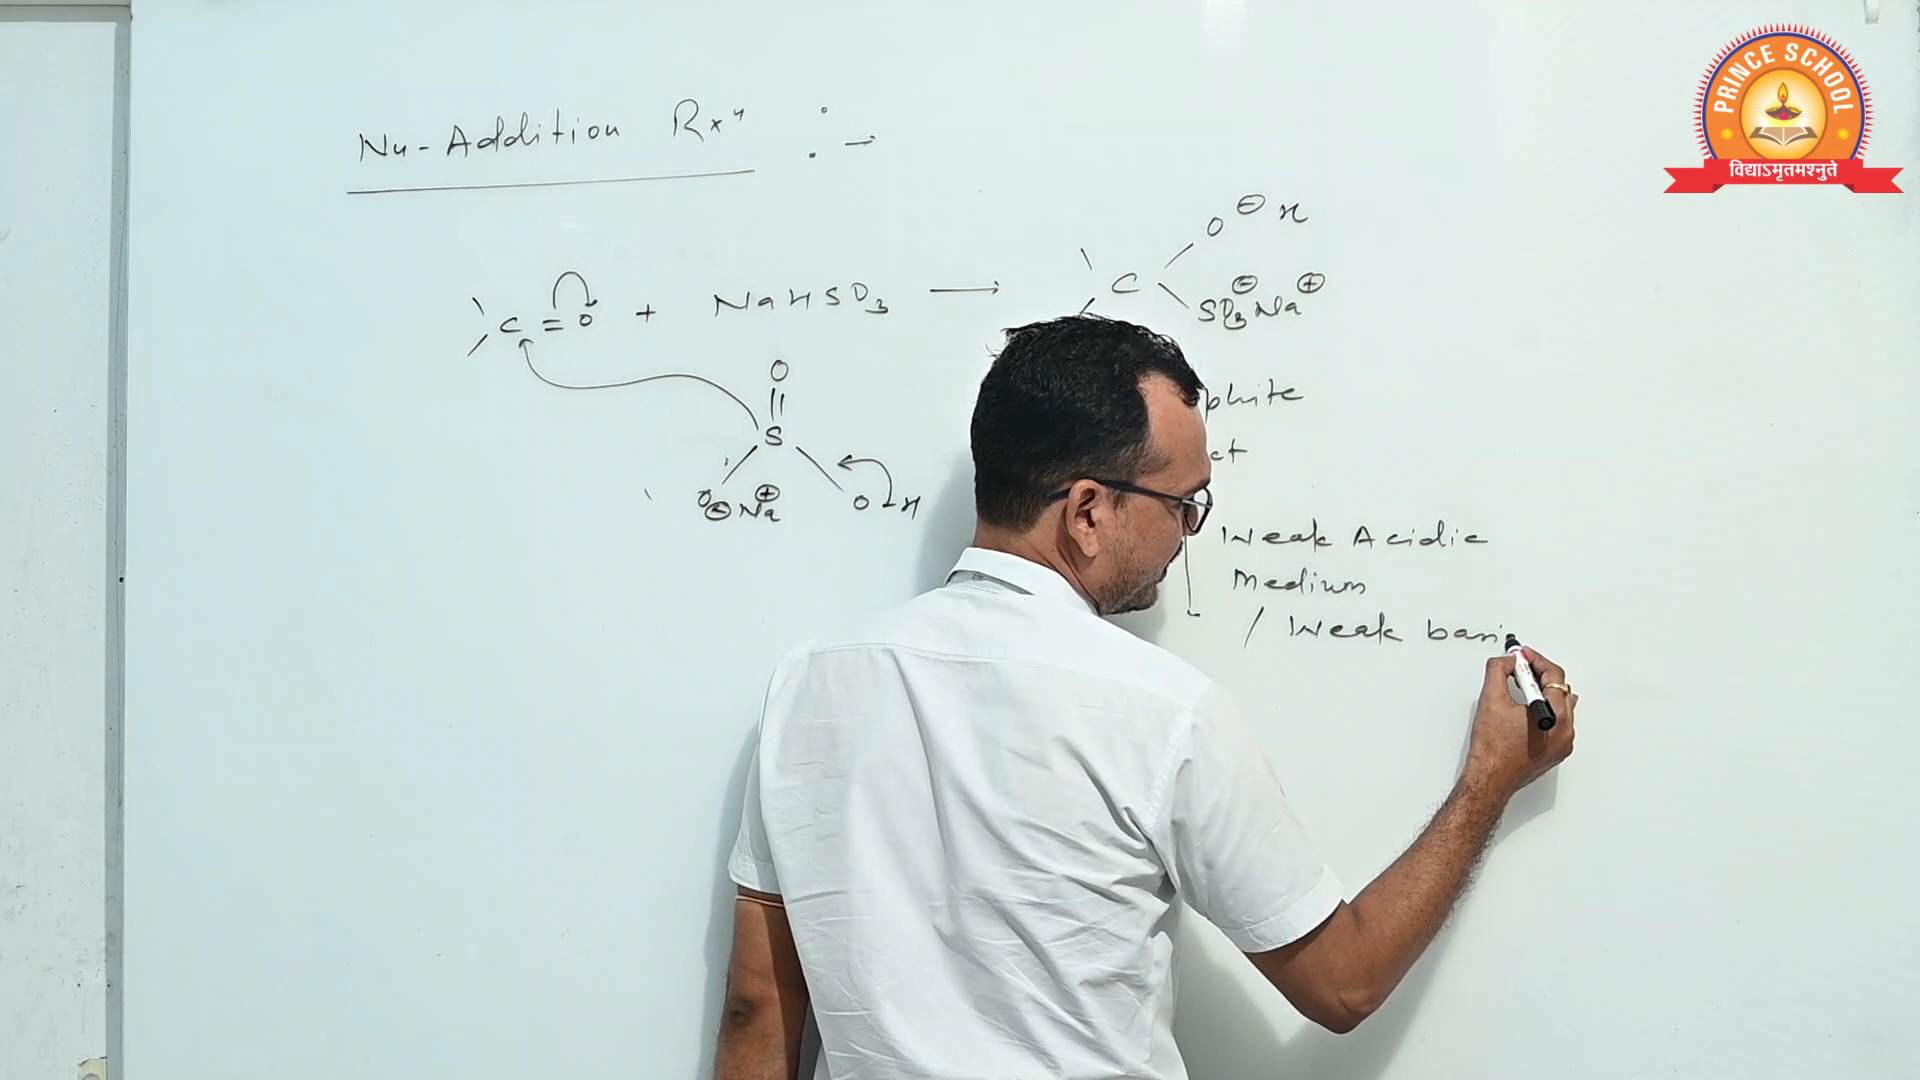 PRINCE SCHOOL
विद्याऽमृतमश्नुते
Nu-Addition Rxn :→
C = O + NaHSO3 ⟶ C O⊖ H
SO3⊖ Na⊕
O
S
O⊖ Na⊕ O-H
phite
ct
Weak Acidic
Medium
/ Weak basi